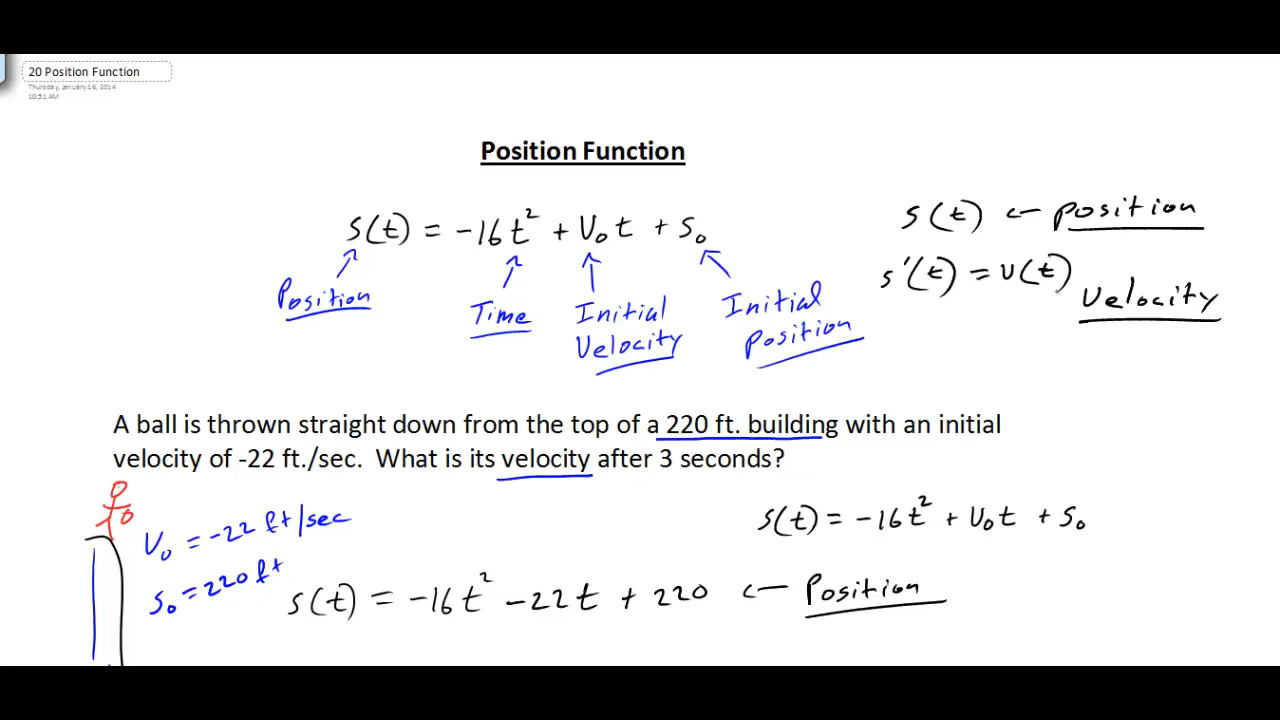 20 Position Function
Thursday, January 16, 2014
10:51 AM
Position Function
s(t) = -16t² + v₀t + s₀
Position
Time
Initial
Velocity
Initial
Position
s(t) ← Position
s'(t) = v(t)
Velocity
A ball is thrown straight down from the top of a 220 ft. building with an initial
velocity of -22 ft./sec. What is its velocity after 3 seconds?
v₀ = -22 ft/sec
s₀ = 220 ft
s(t) = -16t² + v₀t + s₀
s(t) = -16t² - 22t + 220 ← Position